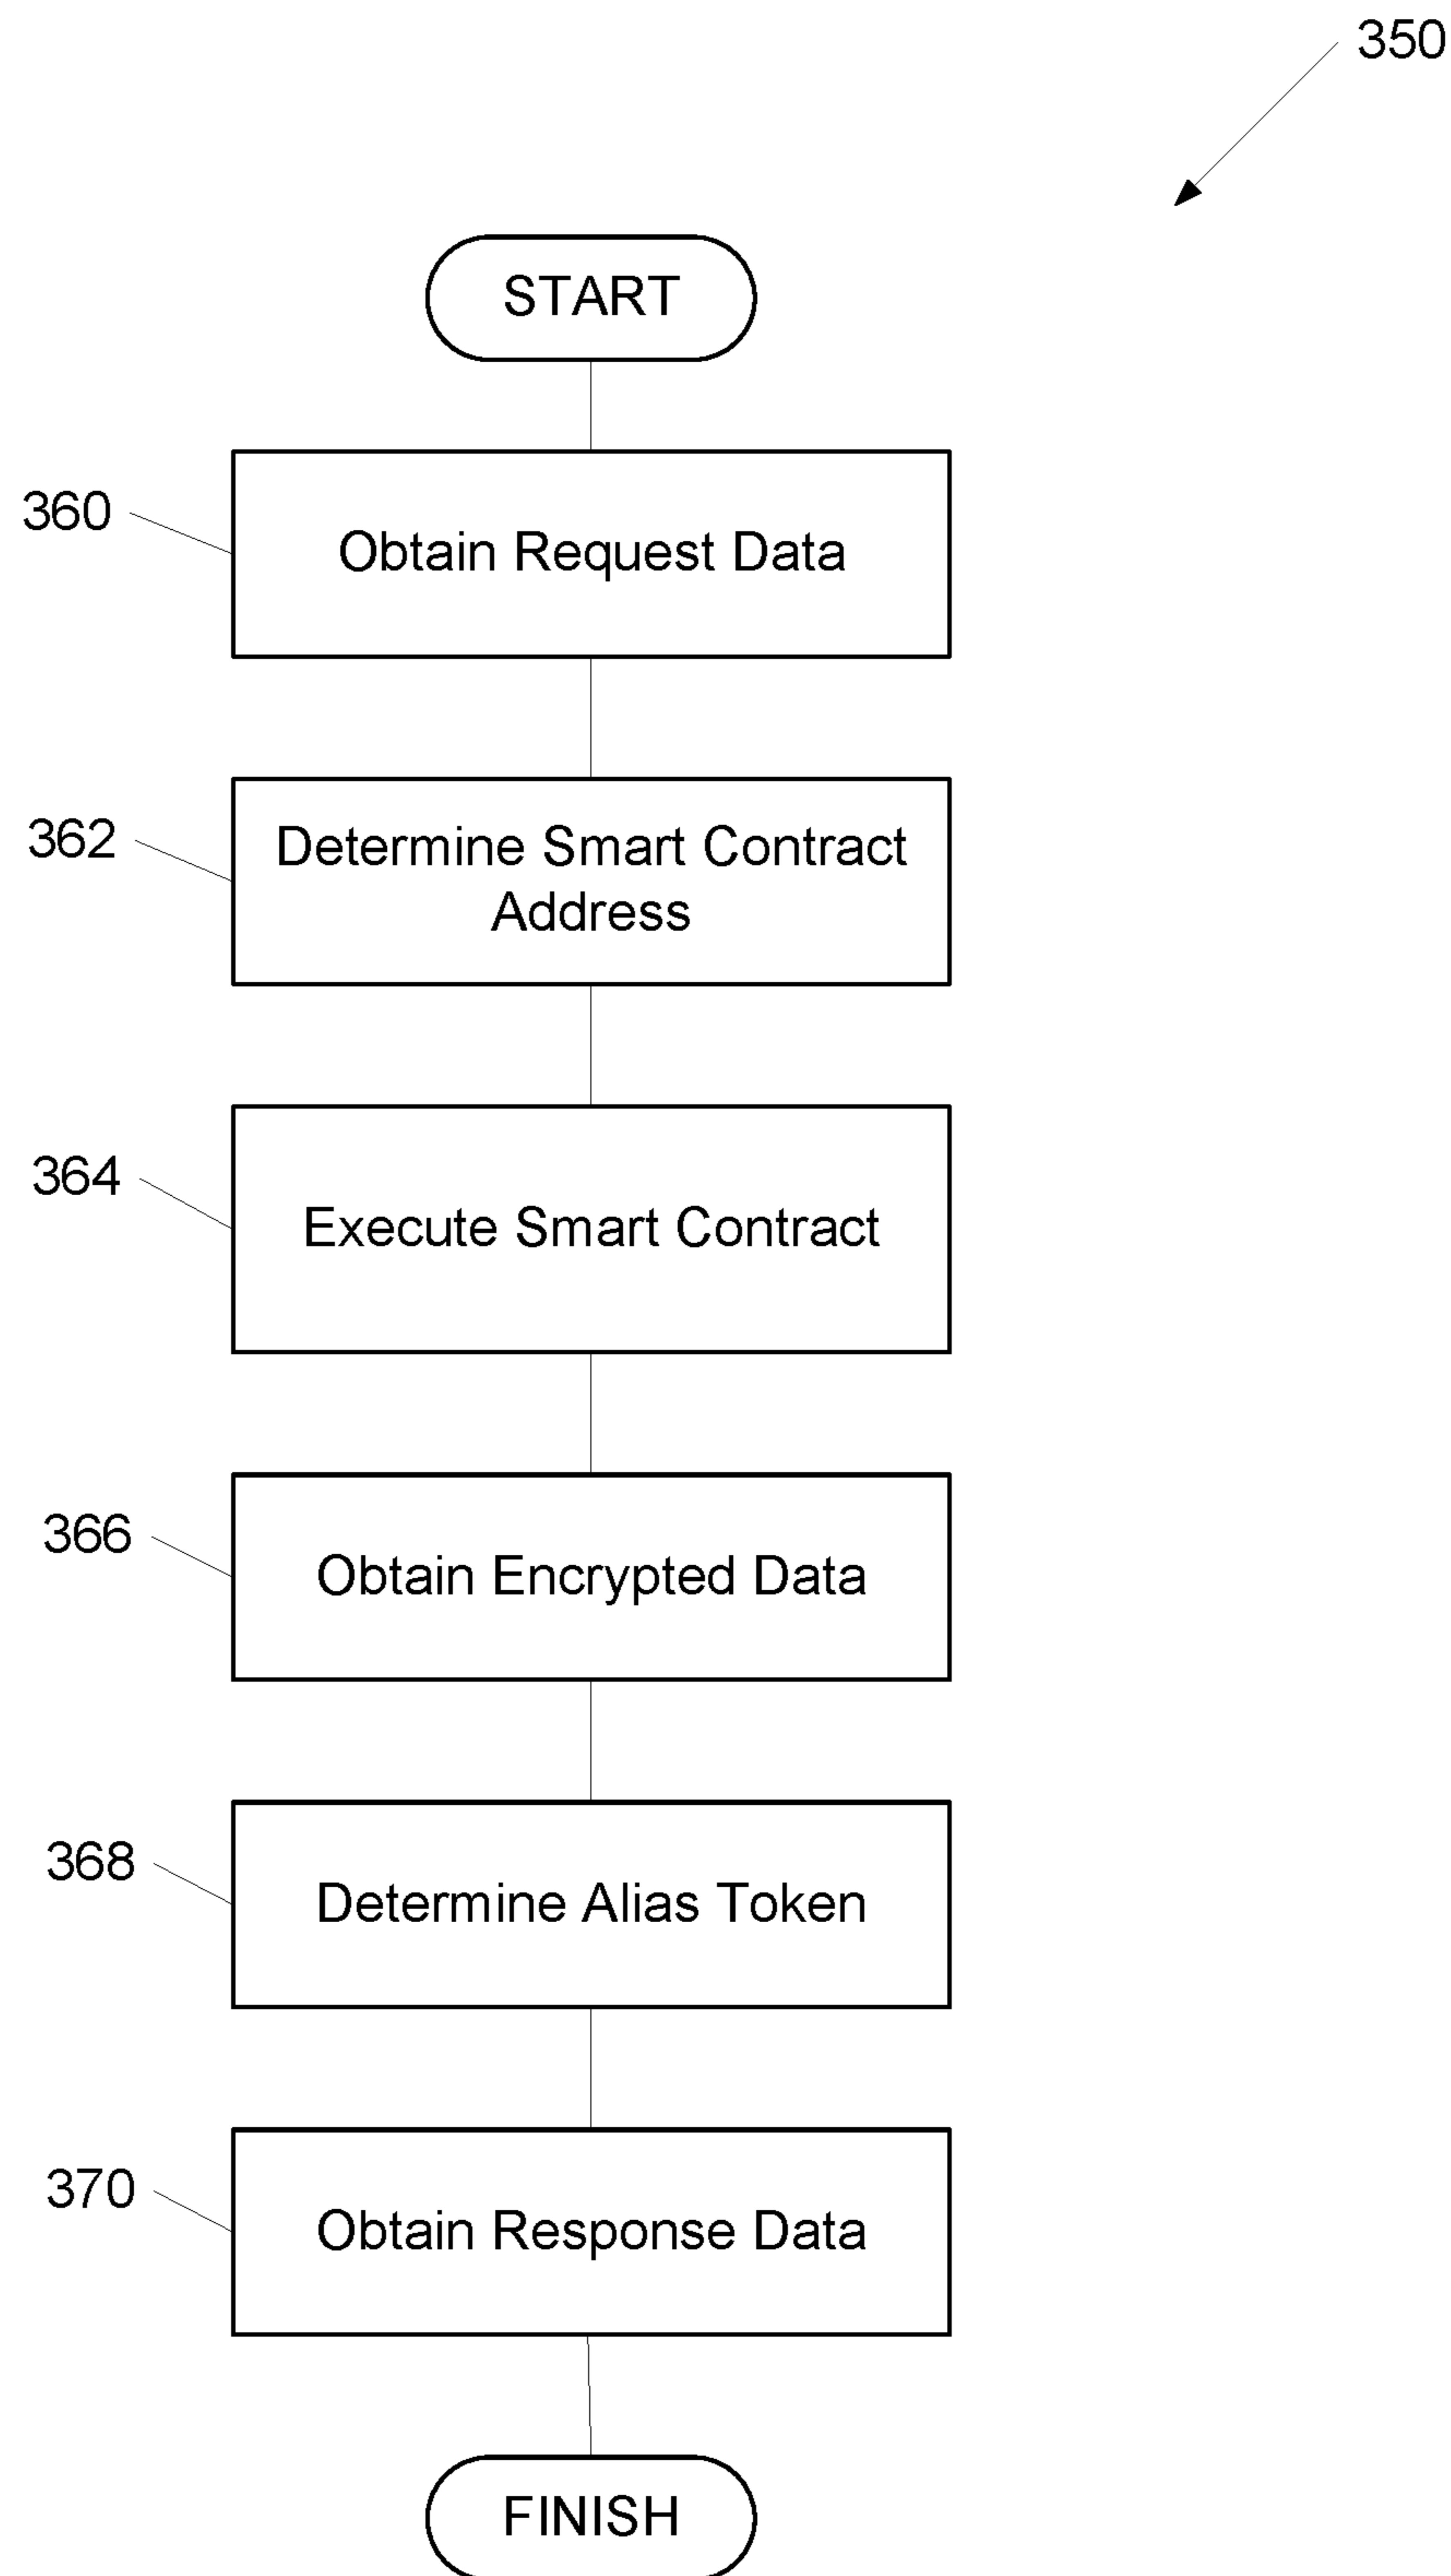 350
START
360
Obtain Request Data
362
Determine Smart Contract
Address
364
Execute Smart Contract
366
Obtain Encrypted Data
368
Determine Alias Token
370
Obtain Response Data
FINISH